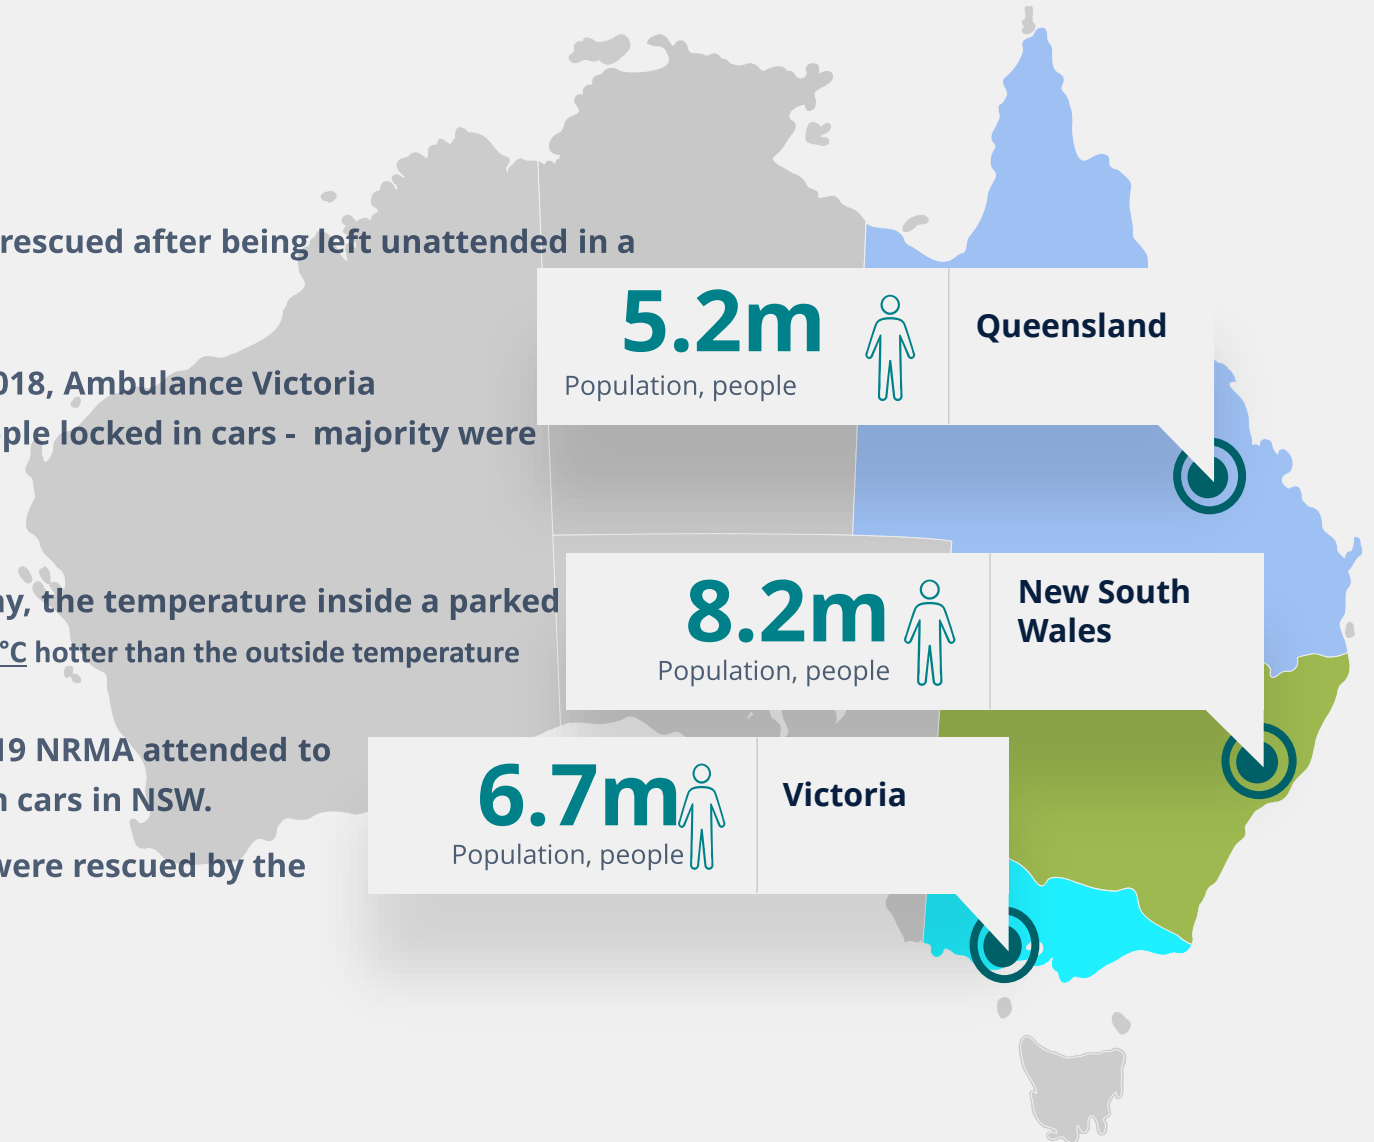 rescued after being left unattended in a
5.2m
Population, people
Queensland
018, Ambulance Victoria
ple locked in cars -  majority were
8.2m
Population, people
New South
Wales
y, the temperature inside a parked
°C hotter than the outside temperature
19 NRMA attended to
cars in NSW.
were rescued by the
6.7m
Population, people
Victoria